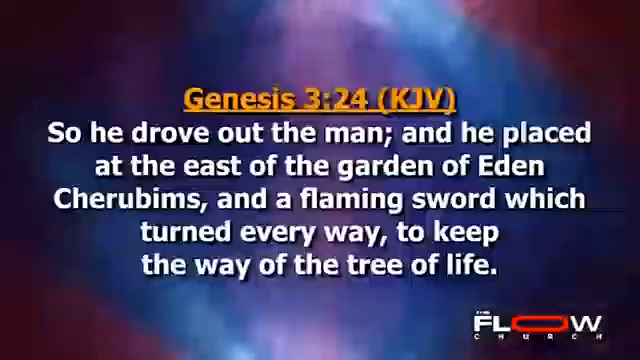 Genesis 3:24 (KJV)
So he drove out the man; and he placed
at the east of the garden of Eden
Cherubims, and a flaming sword which
turned every way, to keep
the way of the tree of life.
THE
FLOW
CHURCH